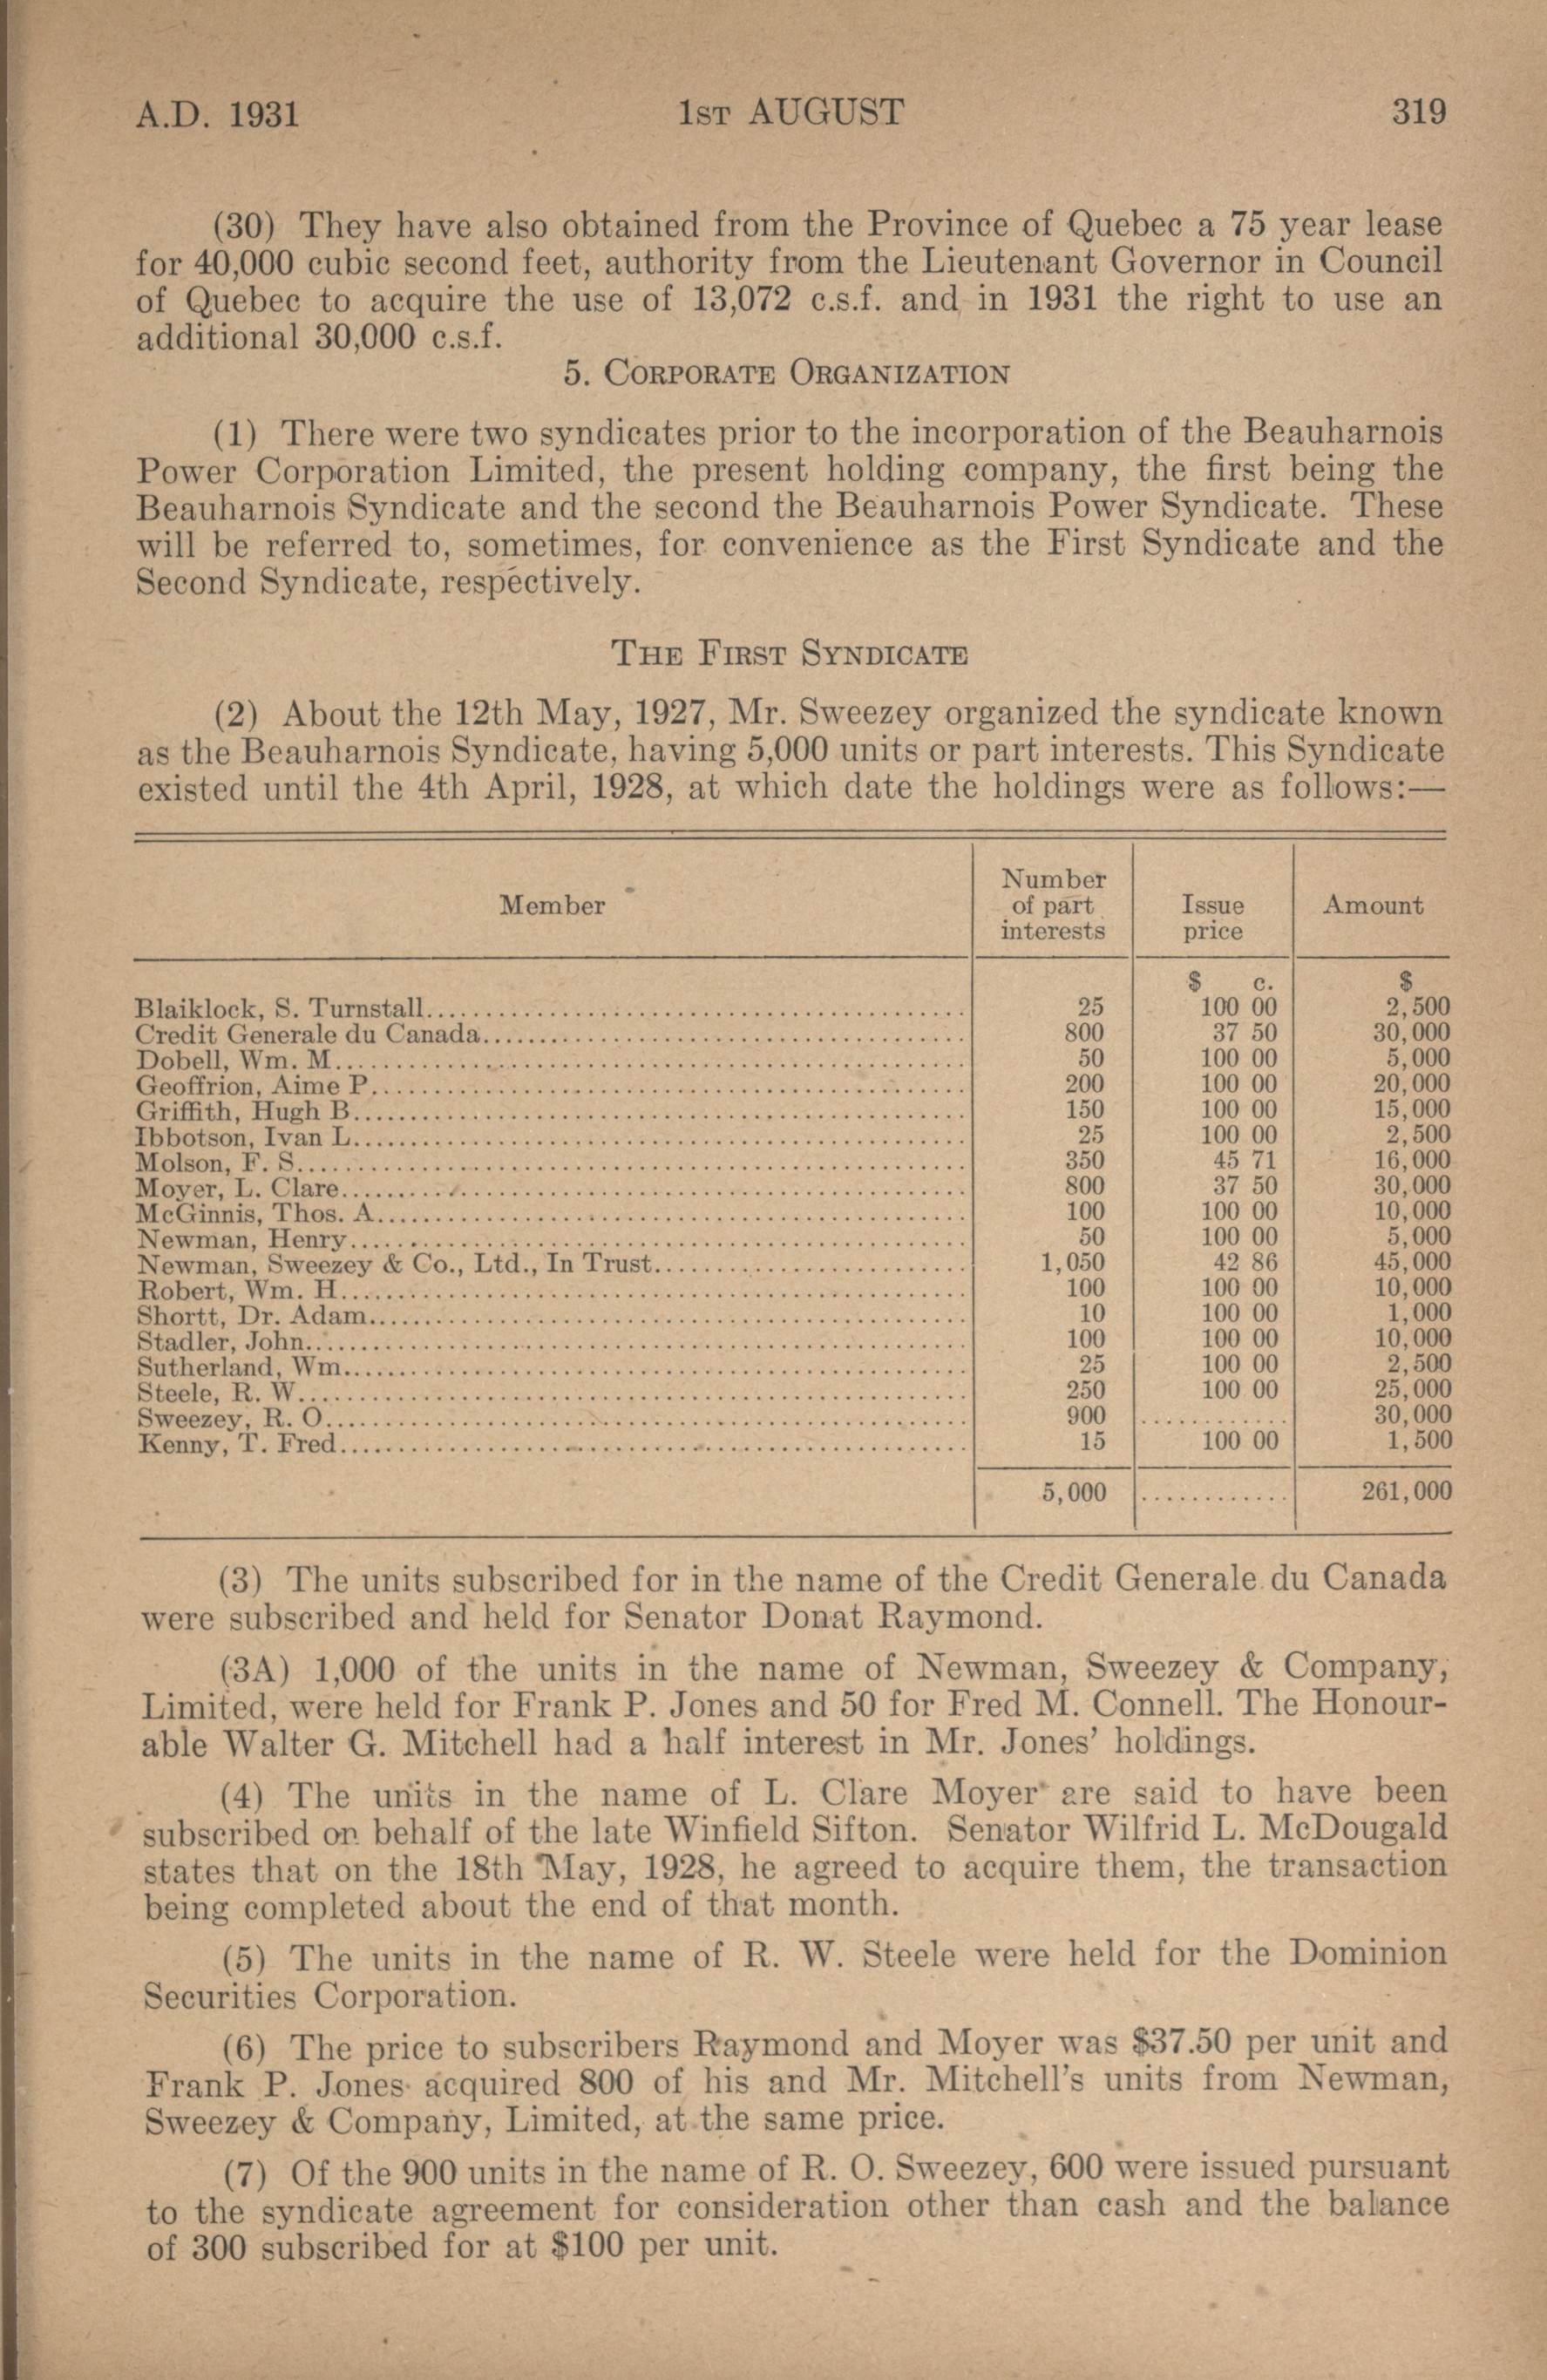 A.D. 1931 1ST AUGUST 319
(30) They have also obtained from the Province of Quebec a 75 year lease
for 40,000 cubic second feet, authority from the Lieutenant Governor in Council
of Quebec to acquire the use of 13,072 c.s.f. and in 1931 the right to use an
additional 30,000 c.s.f.
5. CORPORATE ORGANIZATION
(1) There were two syndicates prior to the incorporation of the Beauharnois
Power Corporation Limited, the present holding company, the first being the
Beauharnois Syndicate and the second the Beauharnois Power Syndicate. These
will be referred to, sometimes, for convenience as the First Syndicate and the
Second Syndicate, respectively.
THE FIRST SYNDICATE
(2) About the 12th May, 1927, Mr. Sweezey organized the syndicate known
as the Beauharnois Syndicate, having 5,000 units or part interests. This Syndicate
existed until the 4th April, 1928, at which date the holdings were as follows:—
Member Number of part interests Issue price Amount
$ c. $
Blaiklock, S. Turnstall 25 100 00 2,500
Credit Generale du Canada 800 37 50 30,000
Dobell, Wm. M. 50 100 00 5,000
Geoffrion, Aime P. 200 100 00 20,000
Griffith, Hugh B. 150 100 00 15,000
Ibbotson, Ivan L. 25 100 00 2,500
Molson, F. S. 350 45 71 16,000
Moyer, L. Clare 800 37 50 30,000
McGinnis, Thos. A. 100 100 00 10,000
Newman, Henry 50 100 00 5,000
Newman, Sweezey & Co., Ltd., In Trust 1,050 42 86 45,000
Robert, Wm. H. 100 100 00 10,000
Shortt, Dr. Adam 10 100 00 1,000
Stadler, John 100 100 00 10,000
Sutherland, Wm. 25 100 00 2,500
Steele, R. W. 250 100 00 25,000
Sweezey, R. O. 900 ............ 30,000
Kenny, T. Fred 15 100 00 1,500
5,000 ............ 261,000
(3) The units subscribed for in the name of the Credit Generale du Canada
were subscribed and held for Senator Donat Raymond.
(3A) 1,000 of the units in the name of Newman, Sweezey & Company,
Limited, were held for Frank P. Jones and 50 for Fred M. Connell. The Honour-
able Walter G. Mitchell had a half interest in Mr. Jones' holdings.
(4) The units in the name of L. Clare Moyer are said to have been
subscribed on behalf of the late Winfield Sifton. Senator Wilfrid L. McDougald
states that on the 18th May, 1928, he agreed to acquire them, the transaction
being completed about the end of that month.
(5) The units in the name of R. W. Steele were held for the Dominion
Securities Corporation.
(6) The price to subscribers Raymond and Moyer was $37.50 per unit and
Frank P. Jones acquired 800 of his and Mr. Mitchell's units from Newman,
Sweezey & Company, Limited, at the same price.
(7) Of the 900 units in the name of R. O. Sweezey, 600 were issued pursuant
to the syndicate agreement for consideration other than cash and the balance
of 300 subscribed for at $100 per unit.